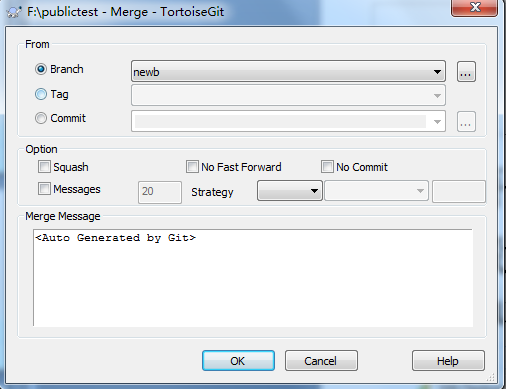 F:\publictest - Merge - TortoiseGit
From
Branch
newb
...
Tag
Commit
...
Option
Squash
No Fast Forward
No Commit
Messages
20
Strategy
Merge Message
<Auto Generated by Git>
OK
Cancel
Help